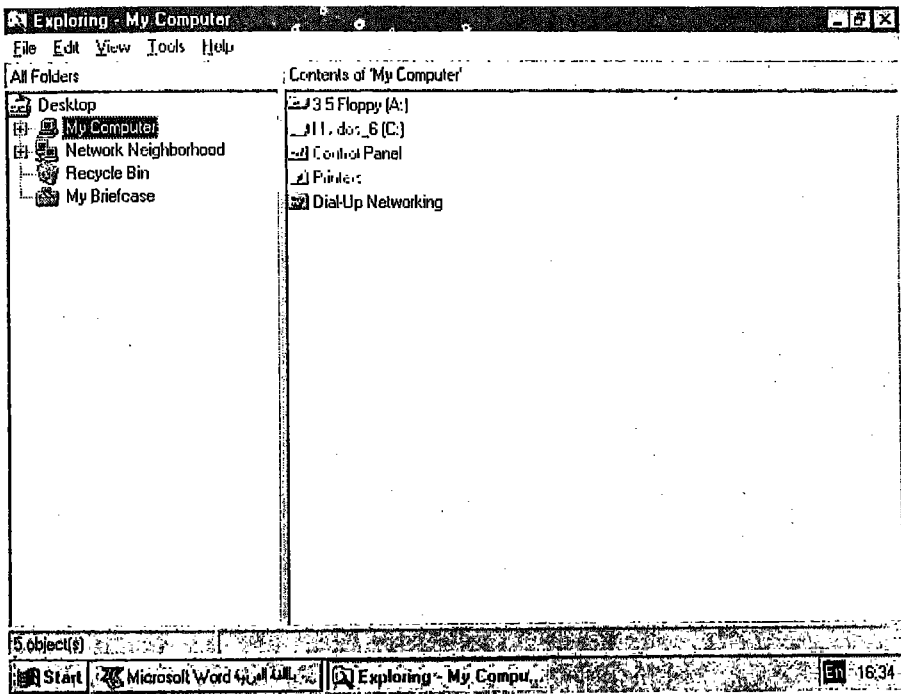 Exploring - My Computer
File Edit View Tools Help
All Folders
Contents of 'My Computer'
Desktop
My Computer
Network Neighborhood
Recycle Bin
My Briefcase
3.5 Floppy (A:)
dos_6 (C:)
Control Panel
Printers
Dial-Up Networking
5 object(s)
Start
Microsoft Word
Exploring - My Compu...
En 16:34